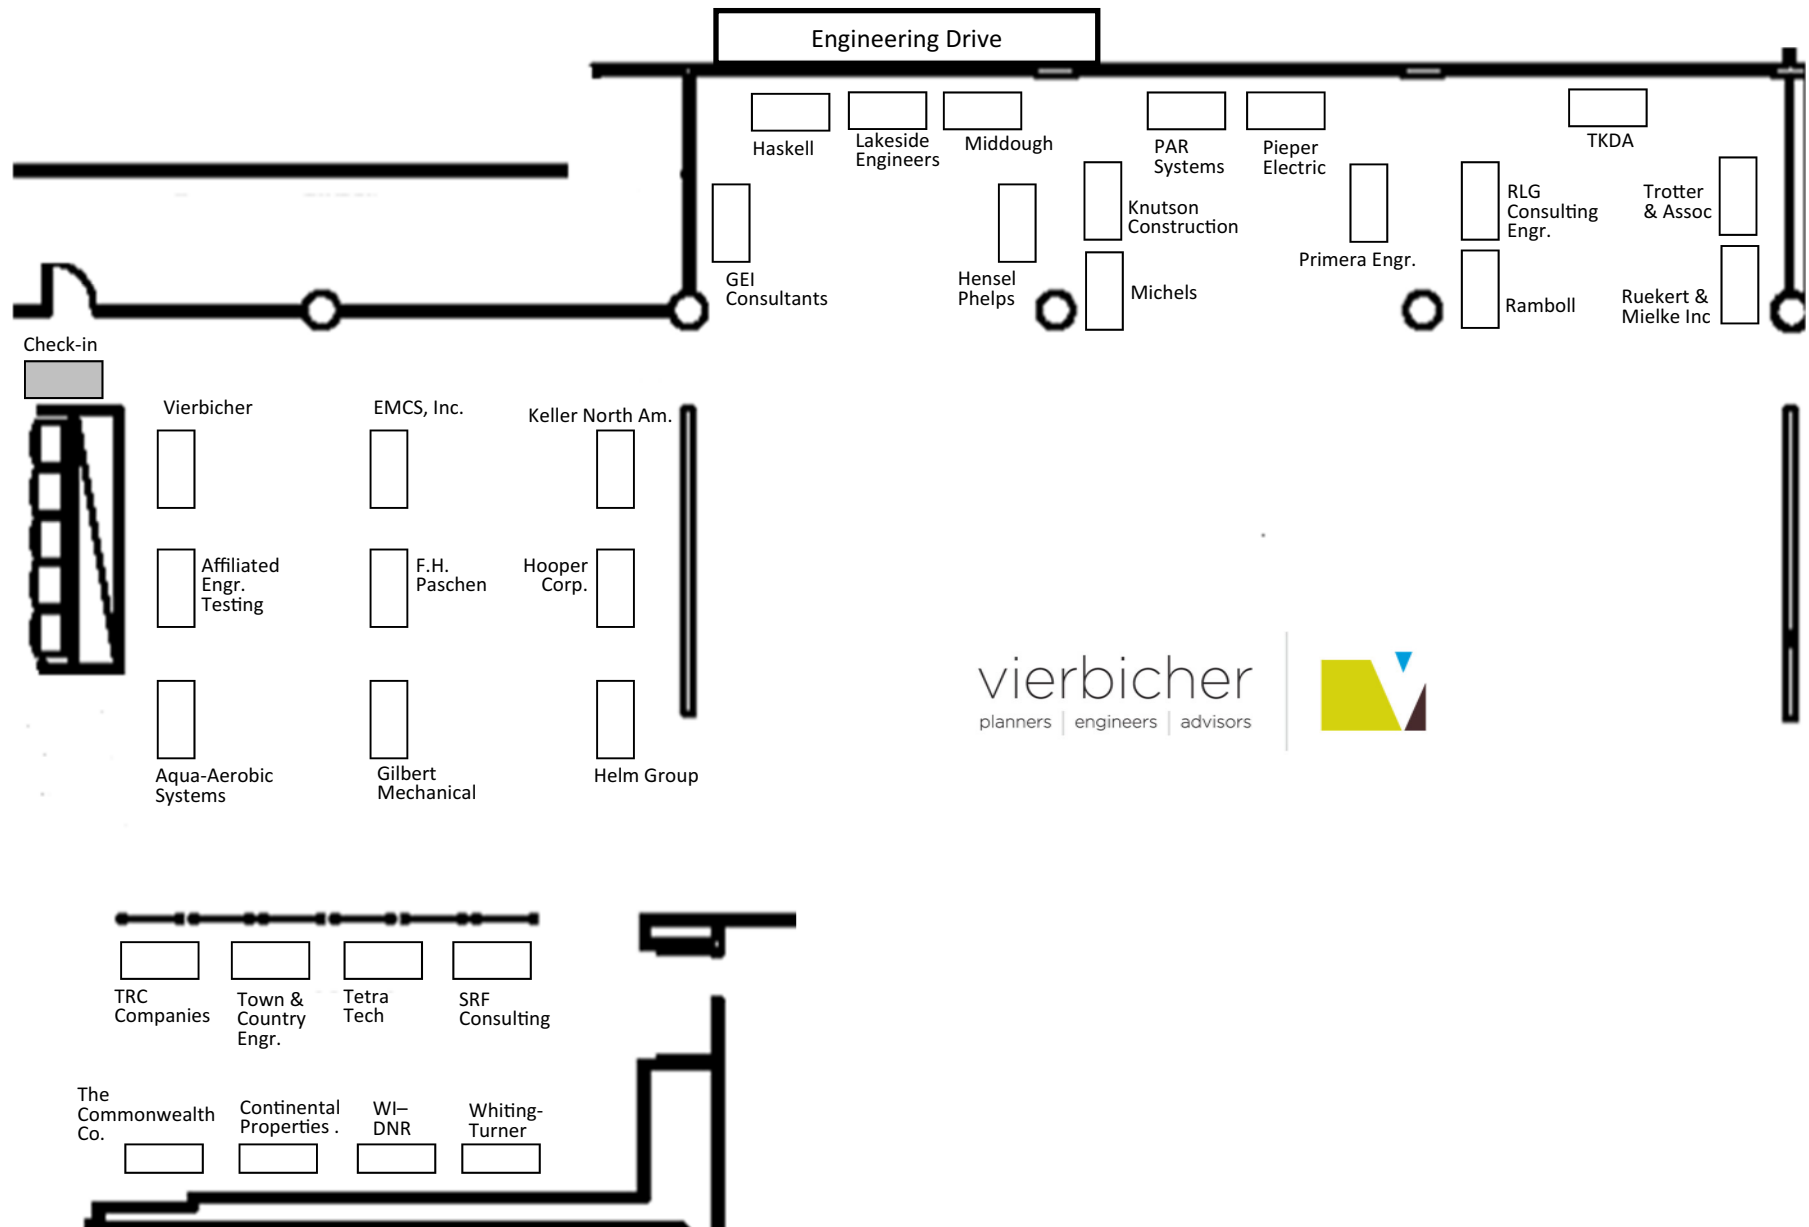 Engineering Drive
Haskell
Lakeside
Engineers
Middough
PAR
Systems
Pieper
Electric
TKDA
GEI
Consultants
Hensel
Phelps
Knutson
Construction
Michels
Primera Engr.
RLG
Consulting
Engr.
Ramboll
Trotter
& Assoc
Ruekert &
Mielke Inc
Check-in
Vierbicher
EMCS, Inc.
Keller North Am.
Affiliated
Engr.
Testing
F.H.
Paschen
Hooper
Corp.
Aqua-Aerobic
Systems
Gilbert
Mechanical
Helm Group
vierbicher
planners | engineers | advisors
TRC
Companies
Town &
Country
Engr.
Tetra
Tech
SRF
Consulting
The
Commonwealth
Co.
Continental
Properties .
WI–
DNR
Whiting-
Turner